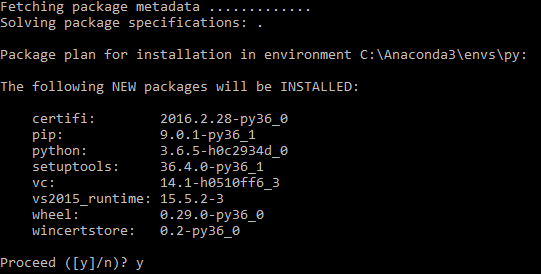 Fetching package metadata .............
Solving package specifications: .
Package plan for installation in environment C:\Anaconda3\envs\py:
The following NEW packages will be INSTALLED:
certifi: 2016.2.28-py36_0
pip: 9.0.1-py36_1
python: 3.6.5-h0c2934d_0
setuptools: 36.4.0-py36_1
vc: 14.1-h0510ff6_3
vs2015_runtime: 15.5.2-3
wheel: 0.29.0-py36_0
wincertstore: 0.2-py36_0
Proceed ([y]/n)? y